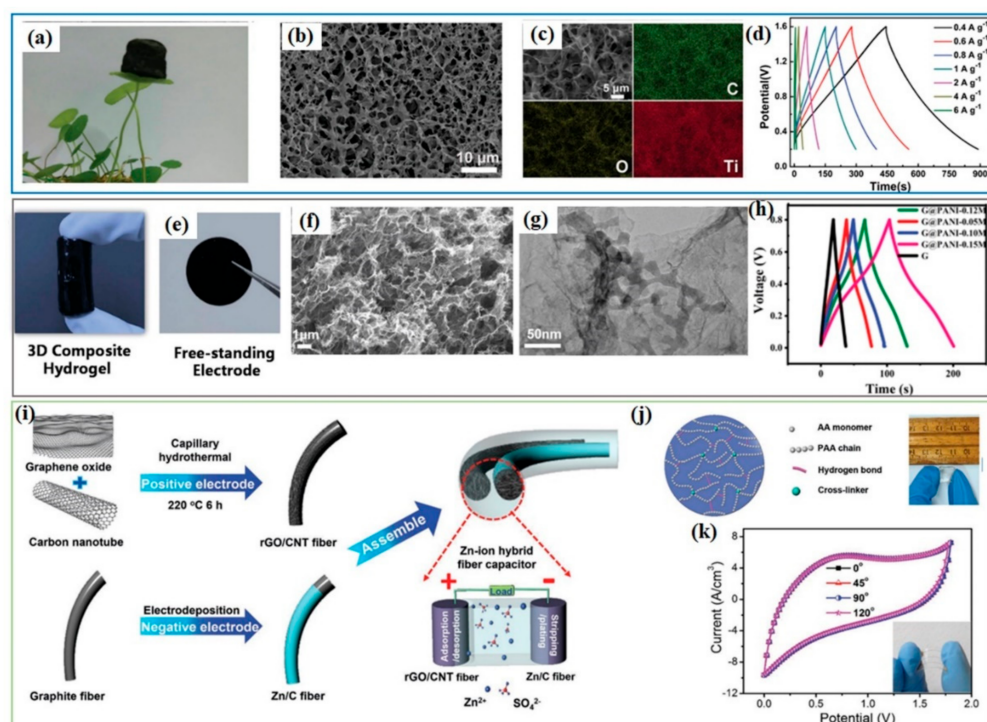 (a)
(b)
10 μm
(c)
5 μm
C
O
Ti
(d)
Potential(V)
1.6
1.2
0.8
0.4
0 150 300 450 600 750 900
Time(s)
0.4 A g⁻¹
0.6 A g⁻¹
0.8 A g⁻¹
1 A g⁻¹
2 A g⁻¹
4 A g⁻¹
6 A g⁻¹
3D Composite
Hydrogel
(e)
Free-standing
Electrode
(f)
1μm
(g)
50nm
(h)
Voltage (V)
0.8
0.6
0.4
0.2
0.0
0 100 200
Time (s)
G@PANI-0.12M
G@PANI-0.05M
G@PANI-0.10M
G@PANI-0.15M
G
(i)
Graphene oxide
+
Carbon nanotube
Capillary
hydrothermal
Positive electrode
220 °C 6 h
rGO/CNT fiber
Graphite fiber
Electrodeposition
Negative electrode
Zn/C fiber
Assemble
Zn-ion hybrid
fiber capacitor
+
Load
-
Adsorption
/desorption
Stripping
/plating
rGO/CNT fiber
Zn/C fiber
Zn²⁺
SO₄²⁻
(j)
AA monomer
PAA chain
Hydrogen bond
Cross-linker
(k)
Current (A/cm³)
8
4
0
-4
-8
-12
0.0 0.5 1.0 1.5 2.0
Potential (V)
0°
45°
90°
120°